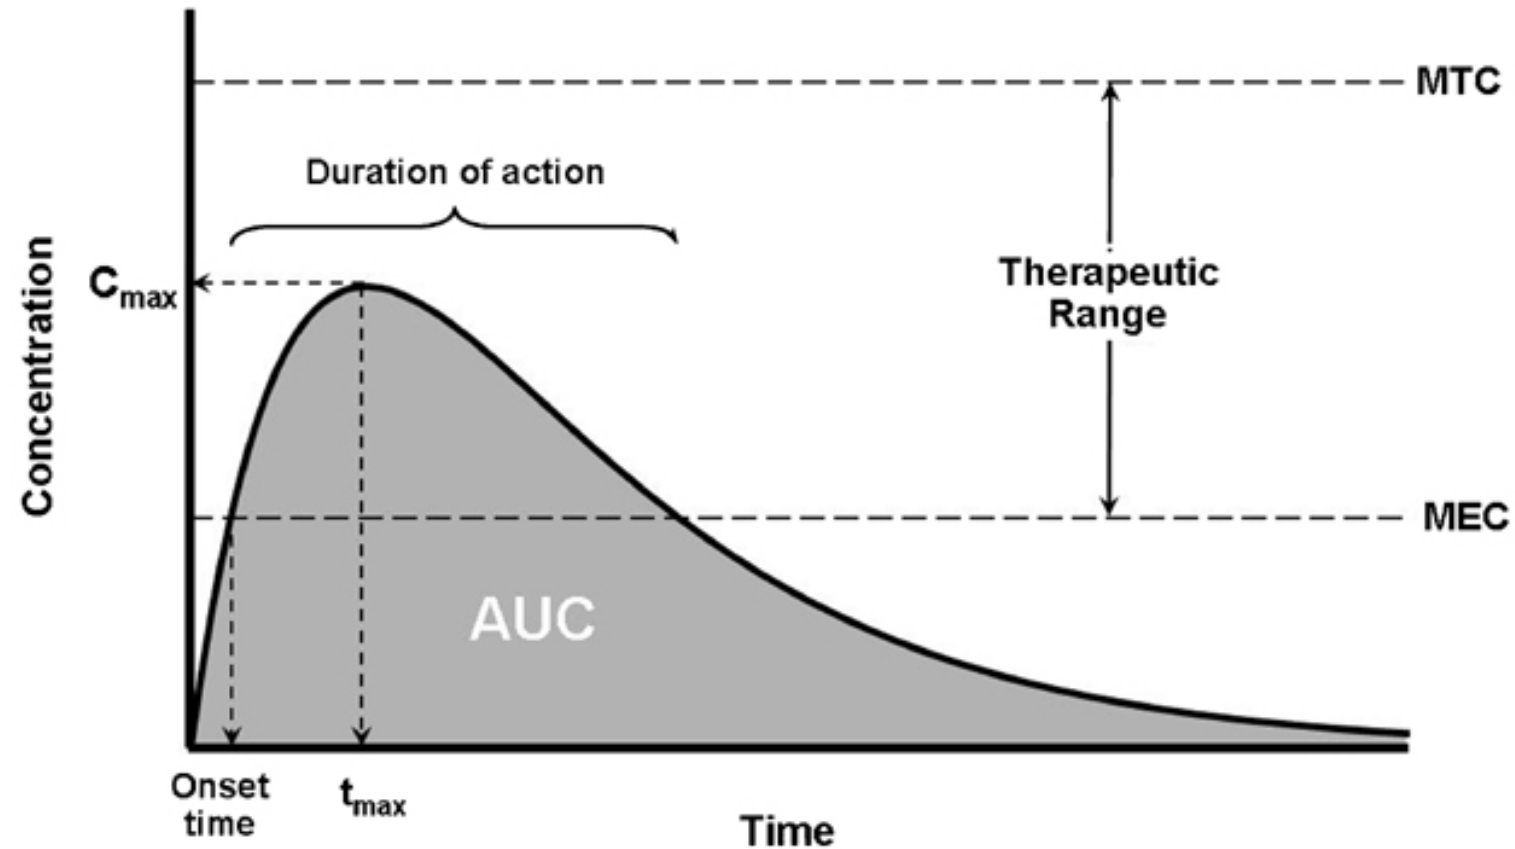 MTC
Duration of action
Concentration
Cmax
Therapeutic
Range
MEC
AUC
Onset
time
tmax
Time